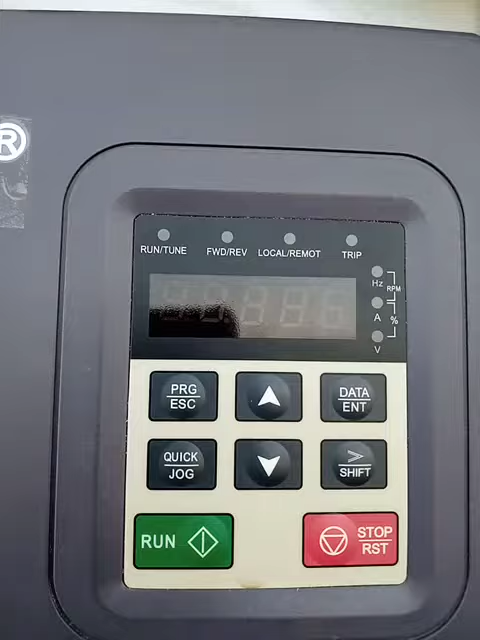 ®
RUN/TUNE FWD/REV LOCAL/REMOT TRIP
Hz
RPM
A
%
V
PRG
ESC
DATA
ENT
QUICK
JOG
>
SHIFT
RUN
STOP
RST